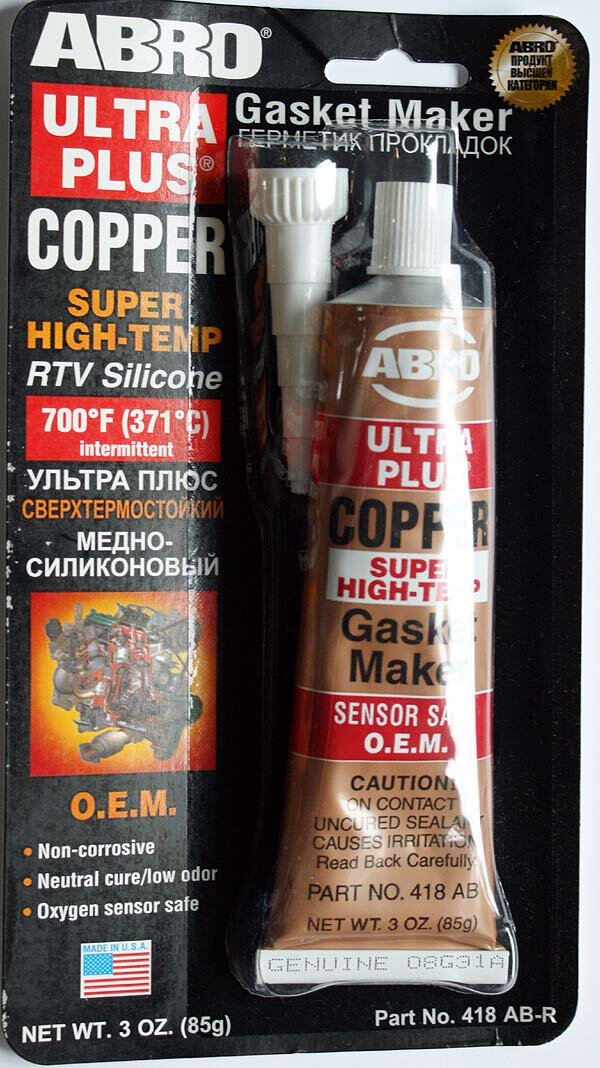 ABRO®
ABRO®
ПРОДУКТ
ВЫСШЕЙ
КАТЕГОРИИ
ULTRA
PLUS®
Gasket Maker
ГЕРМЕТИК ПРОКЛАДОК
COPPER
SUPER
HIGH-TEMP
RTV Silicone
700°F (371°C)
intermittent
УЛЬТРА ПЛЮС
СВЕРХТЕРМОСТОЙКИЙ
МЕДНО-
СИЛИКОНОВЫЙ
O.E.M.
• Non-corrosive
• Neutral cure/low odor
• Oxygen sensor safe
MADE IN U.S.A.
NET WT. 3 OZ. (85g)
ABRO
ULTRA
PLUS®
COPPER
SUPER
HIGH-TEMP
Gasket
Maker
SENSOR SAFE
O.E.M.
CAUTION!
ON CONTACT
UNCURED SEALANT
CAUSES IRRITATION
Read Back Carefully
PART NO. 418 AB
NET WT. 3 OZ. (85g)
GENUINE 08G31A
Part No. 418 AB-R